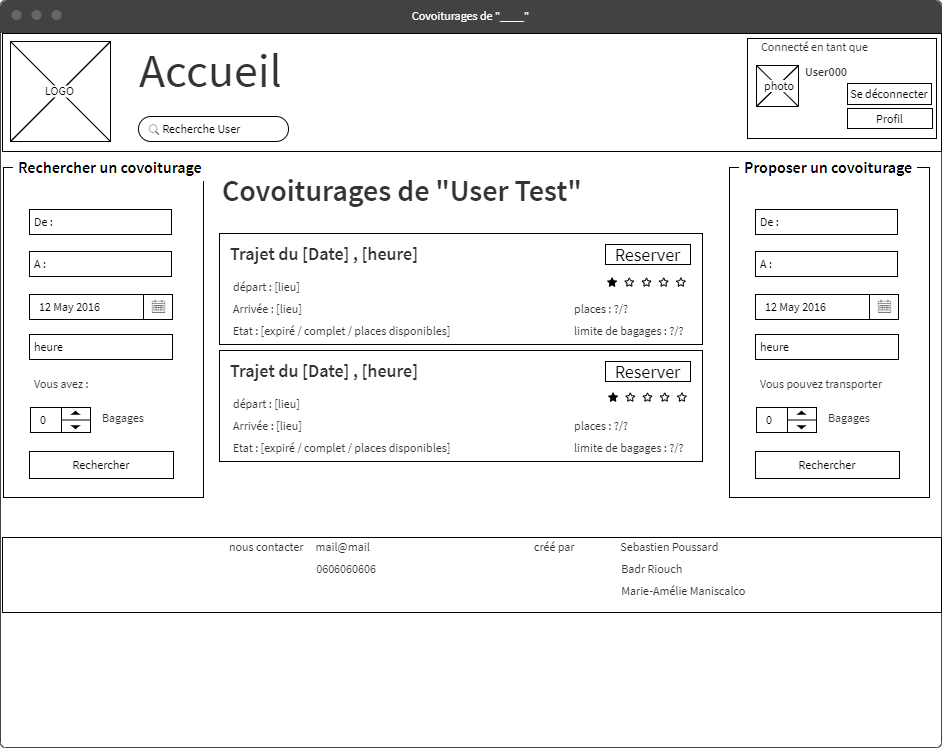 Covoiturages de "____"
LOGO
Accueil
Recherche User
Connecté en tant que
photo
User000
Se déconnecter
Profil
Rechercher un covoiturage
De :
A :
12 May 2016
heure
Vous avez :
0
Bagages
Rechercher
Covoiturages de "User Test"
Trajet du [Date] , [heure]
Reserver
départ : [lieu]
Arrivée : [lieu]
places : ?/?
Etat : [expiré / complet / places disponibles]
limite de bagages : ?/?
Trajet du [Date] , [heure]
Reserver
départ : [lieu]
Arrivée : [lieu]
places : ?/?
Etat : [expiré / complet / places disponibles]
limite de bagages : ?/?
Proposer un covoiturage
De :
A :
12 May 2016
heure
Vous pouvez transporter
0
Bagages
Rechercher
nous contacter
mail@mail
0606060606
créé par
Sebastien Poussard
Badr Riouch
Marie-Amélie Maniscalco